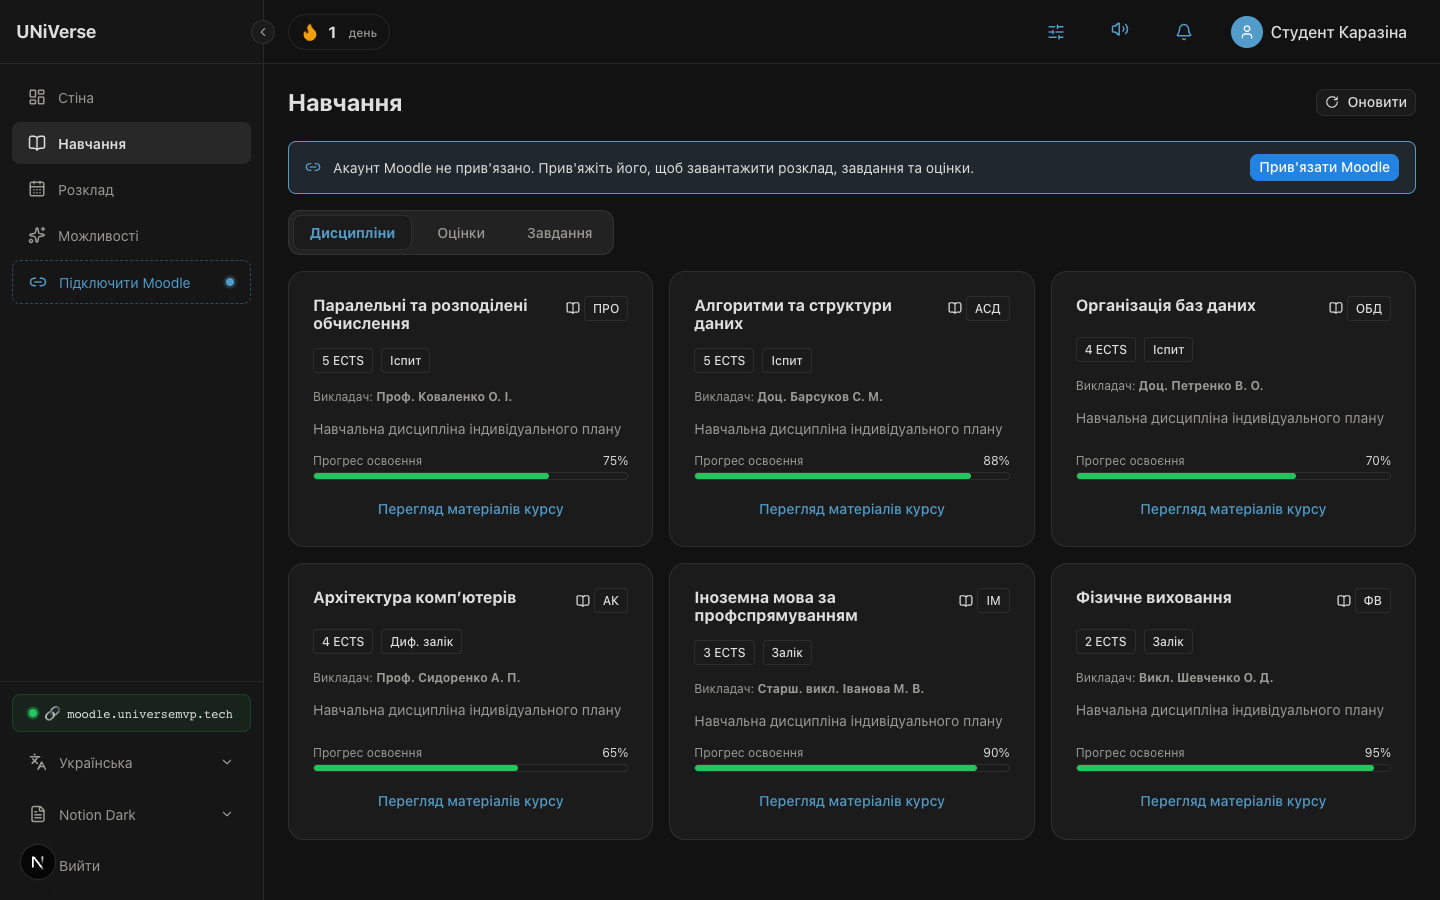 UNiVerse
1 день
Студент Каразіна
Стіна
Навчання
Розклад
Можливості
Підключити Moodle
moodle.universemvp.tech
Українська
Notion Dark
N
Вийти
Навчання
Оновити
Акаунт Moodle не прив'язано. Прив'яжіть його, щоб завантажити розклад, завдання та оцінки.
Прив'язати Moodle
Дисципліни
Оцінки
Завдання
Паралельні та розподілені
обчислення
ПРО
5 ECTS
Іспит
Викладач: Проф. Коваленко О. І.
Навчальна дисципліна індивідуального плану
Прогрес освоєння
75%
Перегляд матеріалів курсу
Алгоритми та структури
даних
АСД
5 ECTS
Іспит
Викладач: Доц. Барсуков С. М.
Навчальна дисципліна індивідуального плану
Прогрес освоєння
88%
Перегляд матеріалів курсу
Організація баз даних
ОБД
4 ECTS
Іспит
Викладач: Доц. Петренко В. О.
Навчальна дисципліна індивідуального плану
Прогрес освоєння
70%
Перегляд матеріалів курсу
Архітектура комп’ютерів
АК
4 ECTS
Диф. залік
Викладач: Проф. Сидоренко А. П.
Навчальна дисципліна індивідуального плану
Прогрес освоєння
65%
Перегляд матеріалів курсу
Іноземна мова за
профспрямуванням
ІМ
3 ECTS
Залік
Викладач: Старш. викл. Іванова М. В.
Навчальна дисципліна індивідуального плану
Прогрес освоєння
90%
Перегляд матеріалів курсу
Фізичне виховання
ФВ
2 ECTS
Залік
Викладач: Викл. Шевченко О. Д.
Навчальна дисципліна індивідуального плану
Прогрес освоєння
95%
Перегляд матеріалів курсу